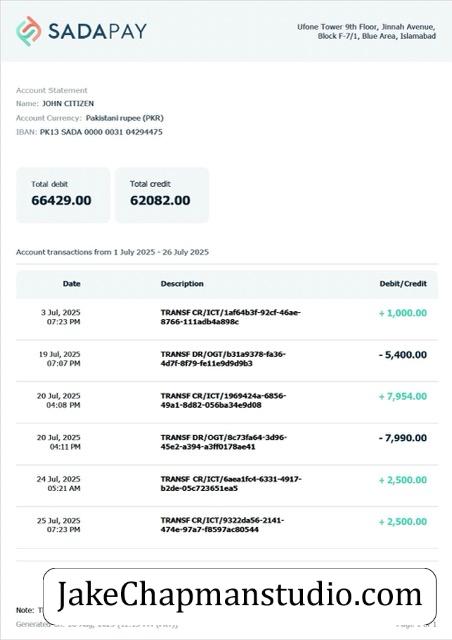 SADAPAY
Ufone Tower 9th Floor, Jinnah Avenue,
Block F-7/1, Blue Area, Islamabad
Account Statement
Name: JOHN CITIZEN
Account Currency: Pakistani rupee (PKR)
IBAN: PK13 SADA 0000 0031 04294475
Total debit
66429.00
Total credit
62082.00
Account transactions from 1 July 2025 - 26 July 2025
Date Description Debit/Credit
3 Jul, 2025
07:23 PM
TRANSF CR/ICT/1af64b3f-92cf-46ae-
8766-111adb4a898c
+ 1,000.00
19 Jul, 2025
07:07 PM
TRANSF DR/OGT/b31a9378-fa36-
4d7f-8f79-fe11e9d9d9b3
- 5,400.00
20 Jul, 2025
04:08 PM
TRANSF CR/ICT/1969424a-6856-
49a1-8d82-056ba34e9d08
+ 7,954.00
20 Jul, 2025
04:11 PM
TRANSF DR/OGT/8c73fa64-3d96-
45e2-a394-a3ff0178ae41
- 7,990.00
24 Jul, 2025
05:21 AM
TRANSF CR/ICT/6aea1fc4-6331-4917-
b2de-05c723651ea5
+ 2,500.00
25 Jul, 2025
07:23 PM
TRANSF CR/ICT/9322da56-2141-
474e-97a7-f8597ac80544
+ 2,500.00
Note:
JakeChapmanstudio.com